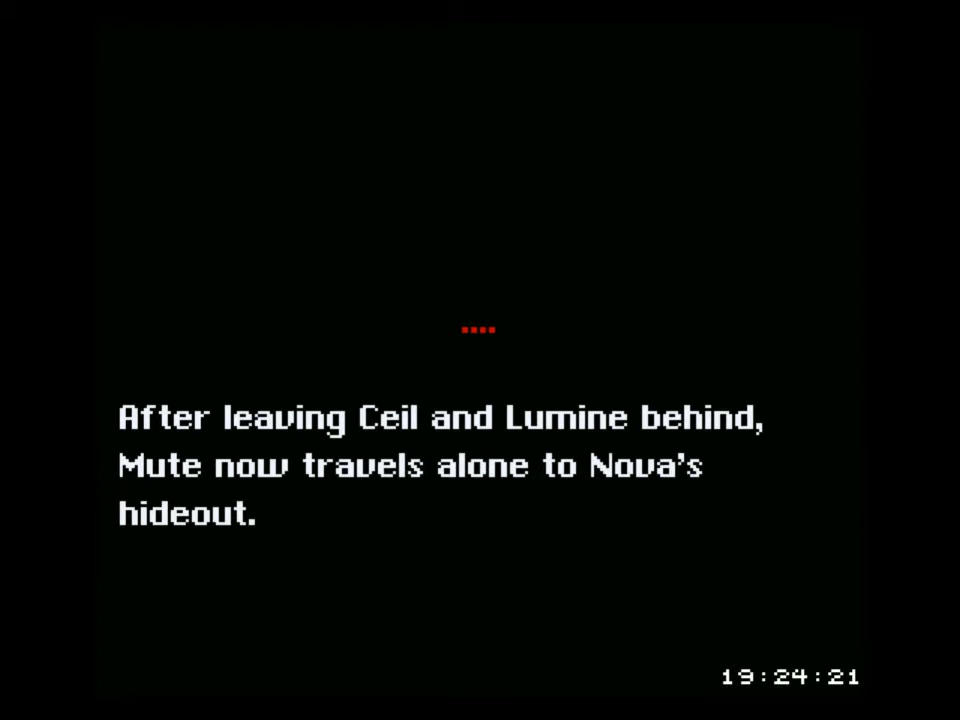 ....
After leaving Ceil and Lumine behind,
Mute now travels alone to Nova's
hideout.
19:24:21